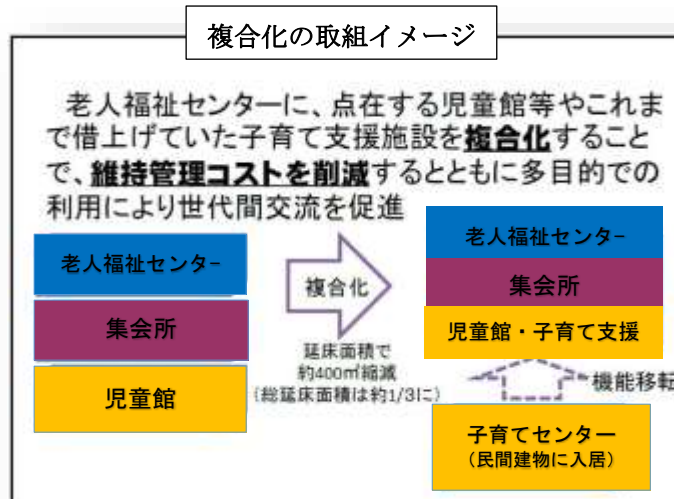 複合化の取組イメージ
老人福祉センターに、点在する児童館等やこれま
で借上げていた子育て支援施設を複合化すること
で、維持管理コストを削減するとともに多目的での
利用により世代間交流を促進
老人福祉センター
集会所
児童館
複合化
延床面積で
約400㎡縮減
(総延床面積は約1/3に)
老人福祉センター
集会所
児童館・子育て支援
機能移転
子育てセンター
（民間建物に入居）